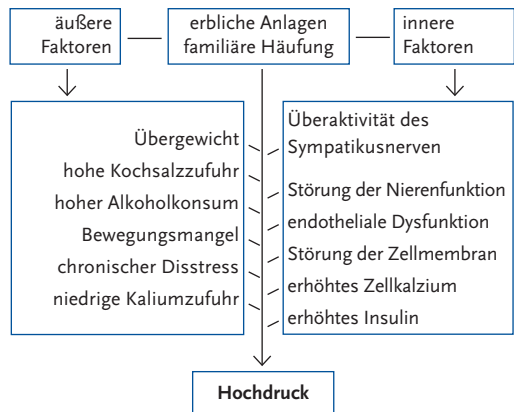 äußere
Faktoren
erbliche Anlagen
familiäre Häufung
innere
Faktoren
Übergewicht
hohe Kochsalzzufuhr
hoher Alkoholkonsum
Bewegungsmangel
chronischer Disstress
niedrige Kaliumzufuhr
Überaktivität des
Sympatikusnerven
Störung der Nierenfunktion
endotheliale Dysfunktion
Störung der Zellmembran
erhöhtes Zellkalzium
erhöhtes Insulin
Hochdruck